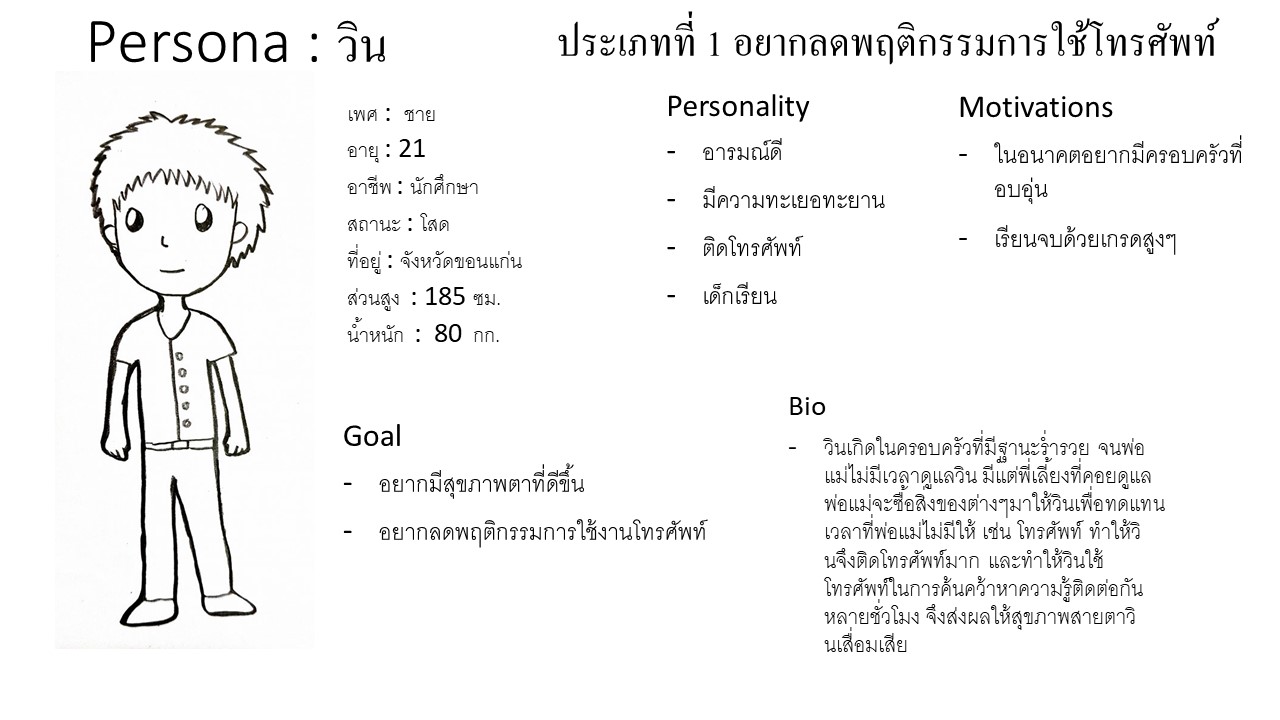 Persona : วิน
ประเภทที่ 1 อยากลดพฤติกรรมการใช้โทรศัพท์
เพศ : ชาย
อายุ : 21
อาชีพ : นักศึกษา
สถานะ : โสด
ที่อยู่ : จังหวัดขอนแก่น
ส่วนสูง : 185 ซม.
น้ำหนัก : 80 กก.
Personality
- อารมณ์ดี
- มีความทะเยอทะยาน
- ติดโทรศัพท์
- เด็กเรียน
Motivations
- ในอนาคตอยากมีครอบครัวที่
อบอุ่น
- เรียนจบด้วยเกรดสูงๆ
Goal
- อยากมีสุขภาพตาที่ดีขึ้น
- อยากลดพฤติกรรมการใช้งานโทรศัพท์
Bio
- วินเกิดในครอบครัวที่มีฐานะร่ำรวย จนพ่อ
แม่ไม่มีเวลาดูแลวิน มีแต่พี่เลี้ยงที่คอยดูแล
พ่อแม่จะซื้อสิ่งของต่างๆมาให้วินเพื่อทดแทน
เวลาที่พ่อแม่ไม่มีให้ เช่น โทรศัพท์ ทำให้วิ
นจึงติดโทรศัพท์มาก และทำให้วินใช้
โทรศัพท์ในการค้นคว้าหาความรู้ติดต่อกัน
หลายชั่วโมง จึงส่งผลให้สุขภาพสายตาวิ
นเสื่อมเสีย